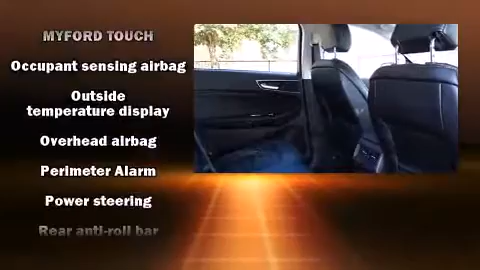 MYFORD TOUCH
Occupant sensing airbag
Outside
temperature display
Overhead airbag
Perimeter Alarm
Power steering
Rear anti-roll bar